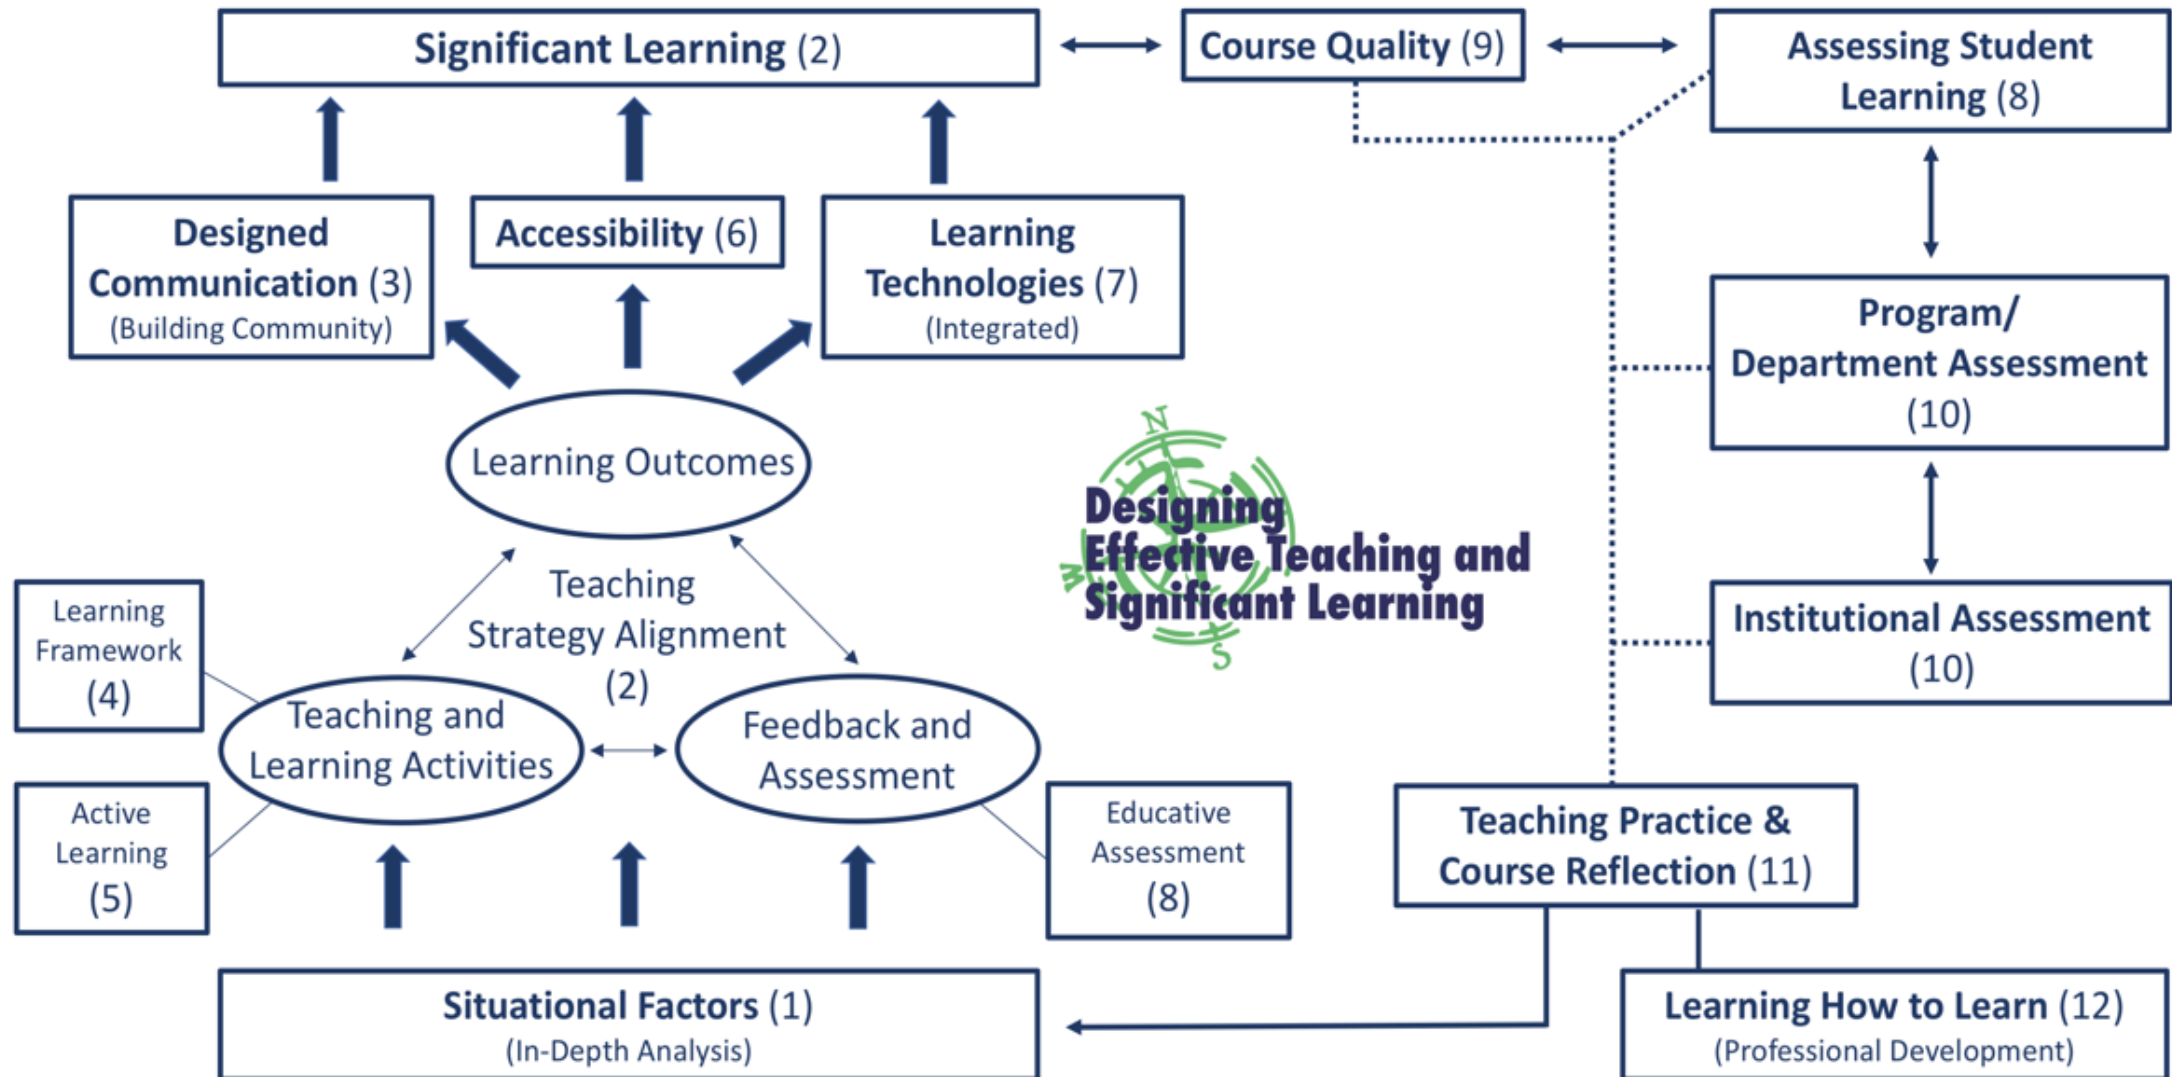 Significant Learning (2)
Course Quality (9)
Assessing Student
Learning (8)
Designed
Communication (3)
(Building Community)
Accessibility (6)
Learning
Technologies (7)
(Integrated)
Program/
Department Assessment
(10)
Learning Outcomes
N
Designing
Effective Teaching and
Significant Learning
W
S
Teaching
Strategy Alignment
(2)
Learning
Framework
(4)
Institutional Assessment
(10)
Teaching and
Learning Activities
Feedback and
Assessment
Active
Learning
(5)
Educative
Assessment
(8)
Teaching Practice &
Course Reflection (11)
Situational Factors (1)
(In-Depth Analysis)
Learning How to Learn (12)
(Professional Development)